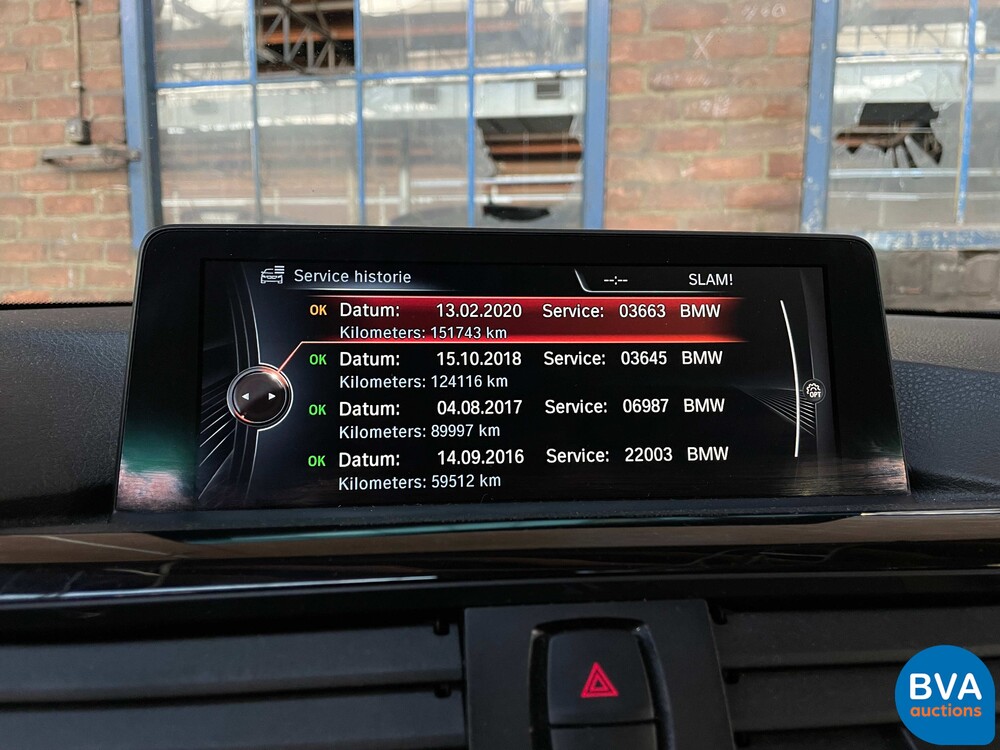 Service historie --:-- SLAM!
OK Datum: 13.02.2020 Service: 03663 BMW
Kilometers: 151743 km
OK Datum: 15.10.2018 Service: 03645 BMW
Kilometers: 124116 km
OPT
OK Datum: 04.08.2017 Service: 06987 BMW
Kilometers: 89997 km
OK Datum: 14.09.2016 Service: 22003 BMW
Kilometers: 59512 km
BVA
auctions